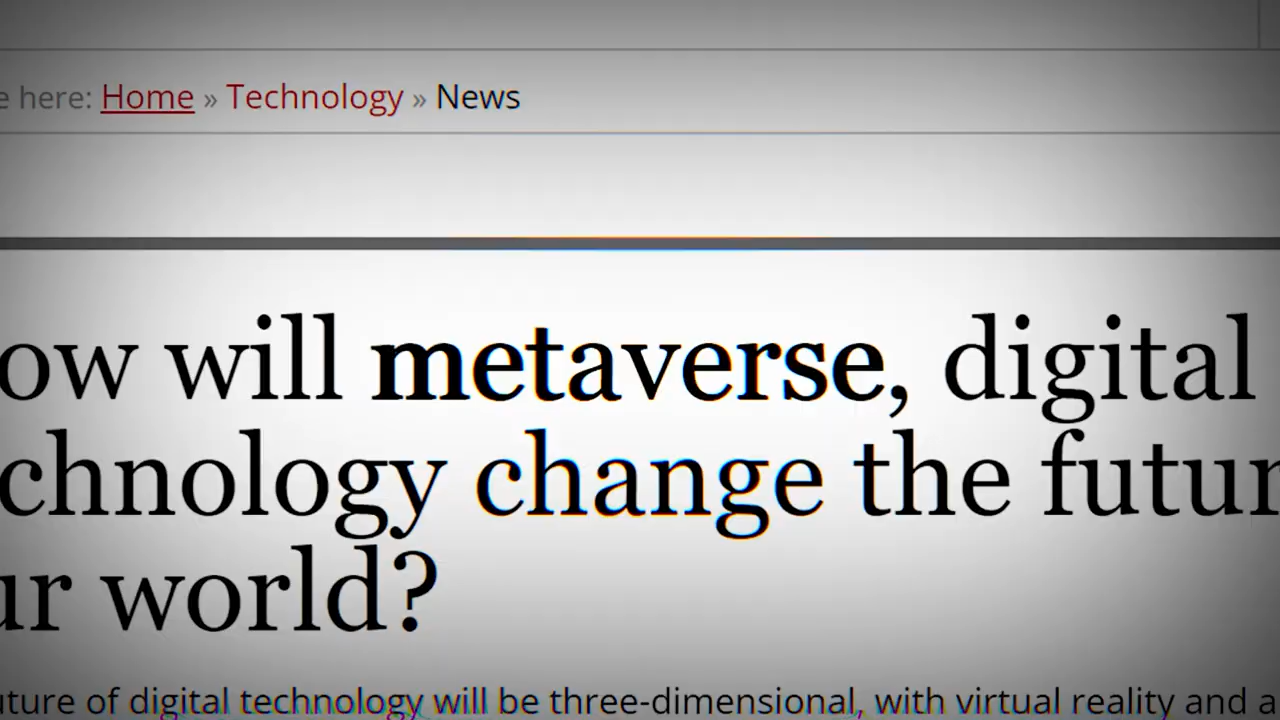 e here: Home » Technology » News
ow will metaverse, digital
chnology change the futur
ur world?
uture of digital technology will be three-dimensional, with virtual reality and a